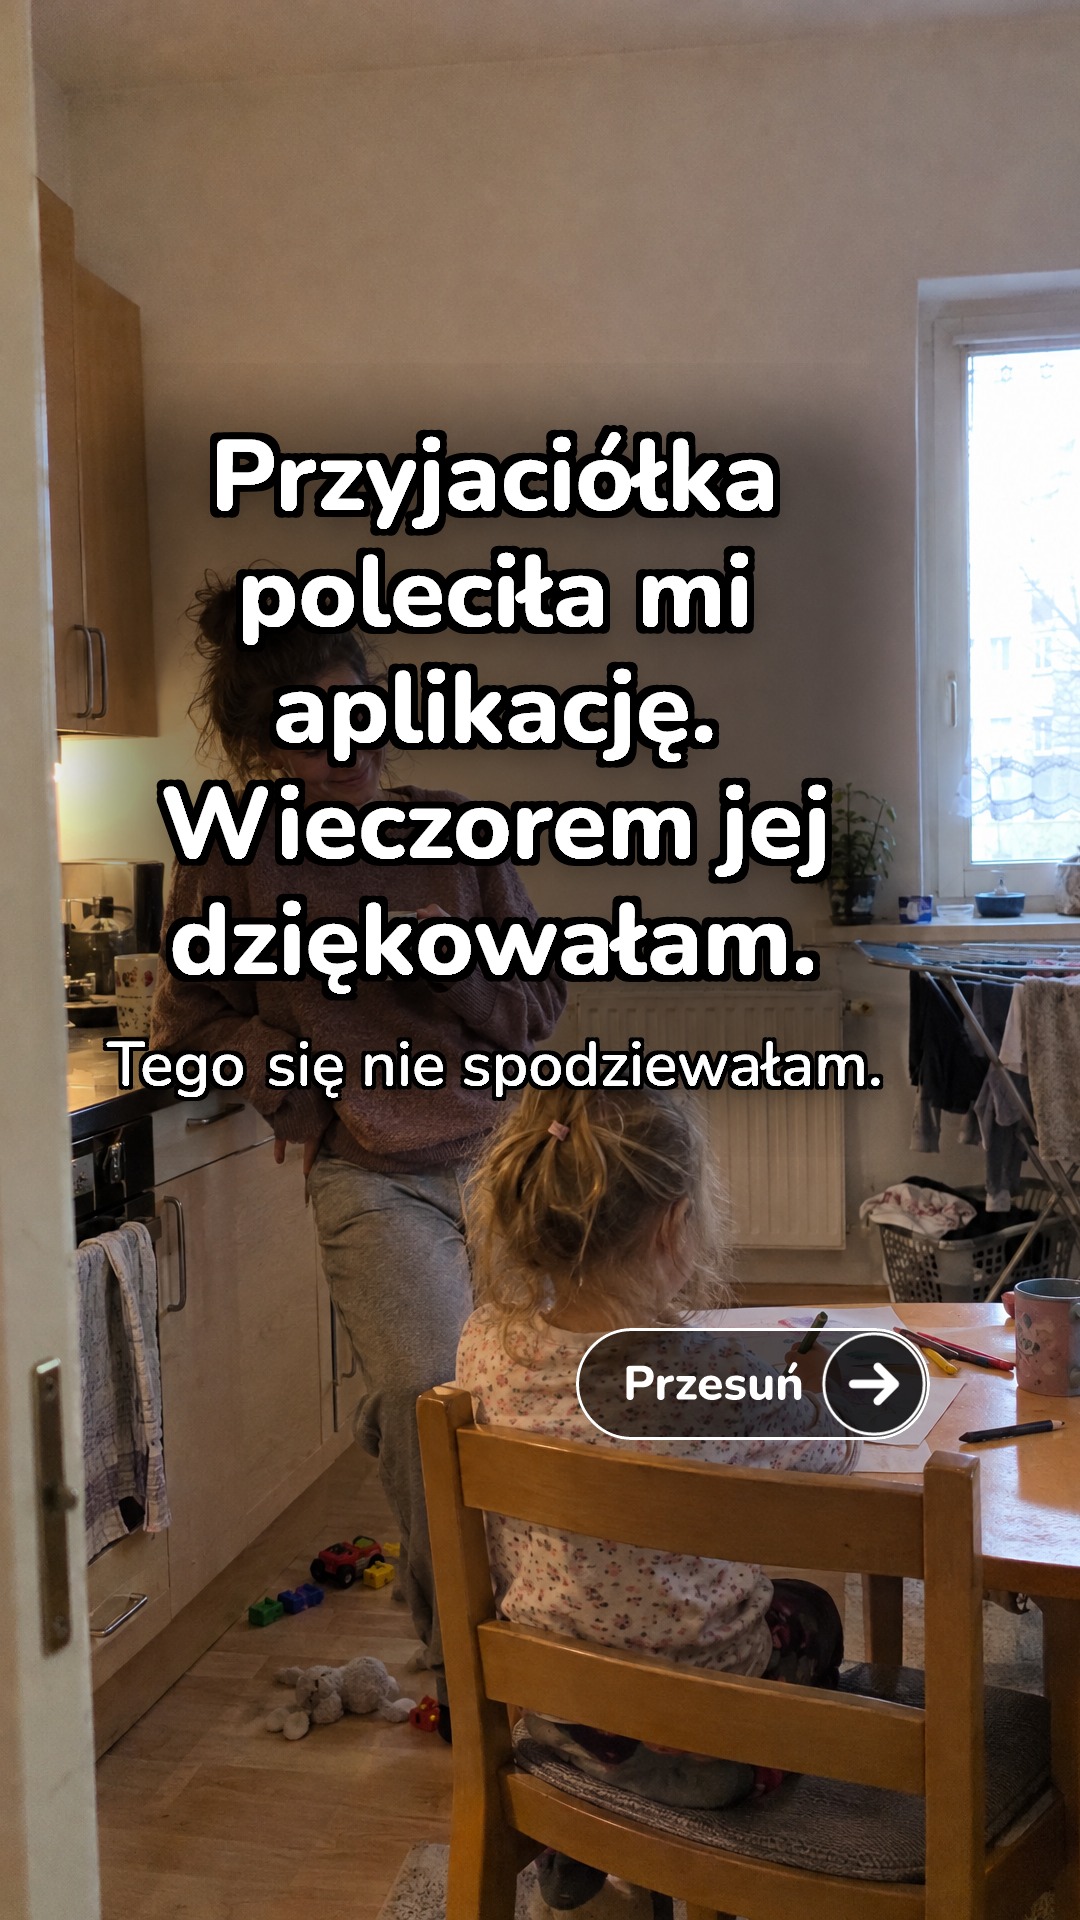 Przyjaciółka
poleciła mi
aplikację.
Wieczorem jej
dziękowałam.
Tego się nie spodziewałam.
Przesuń